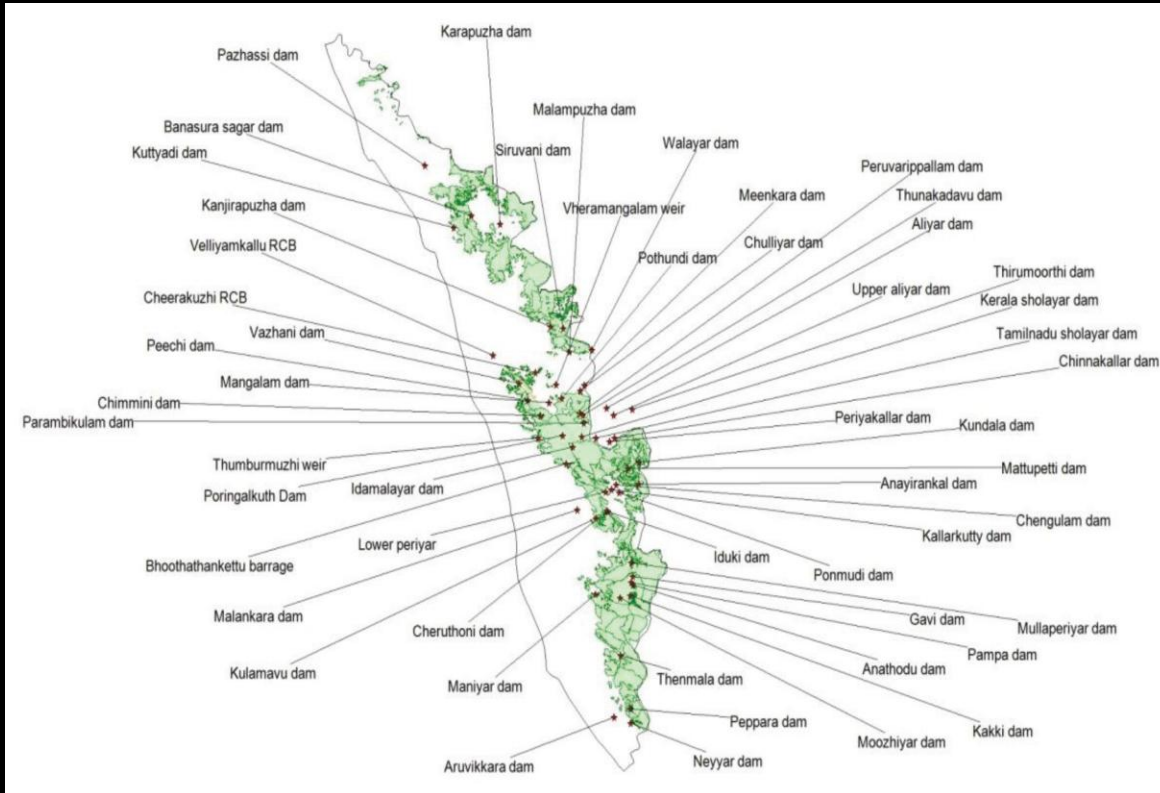 Karapuzha dam
Pazhassi dam
Malampuzha dam
Banasura sagar dam
Siruvani dam
Walayar dam
Kuttyadi dam
Peruvarippallam dam
Meenkara dam
Thunakadavu dam
Kanjirapuzha dam
Vheramangalam weir
Aliyar dam
Velliyamkallu RCB
Chulliyar dam
Pothundi dam
Thirumoorthi dam
Upper aliyar dam
Cheerakuzhi RCB
Kerala sholayar dam
Vazhani dam
Tamilnadu sholayar dam
Peechi dam
Chinnakallar dam
Mangalam dam
Chimmini dam
Parambikulam dam
Periyakallar dam
Kundala dam
Thumburmuzhi weir
Mattupetti dam
Idamalayar dam
Anayirankal dam
Poringalkuth Dam
Chengulam dam
Kallarkutty dam
Lower periyar
Iduki dam
Bhoothathankettu barrage
Ponmudi dam
Malankara dam
Gavi dam
Mullaperiyar dam
Cheruthoni dam
Pampa dam
Anathodu dam
Kulamavu dam
Thenmala dam
Maniyar dam
Peppara dam
Kakki dam
Moozhiyar dam
Neyyar dam
Aruvikkara dam